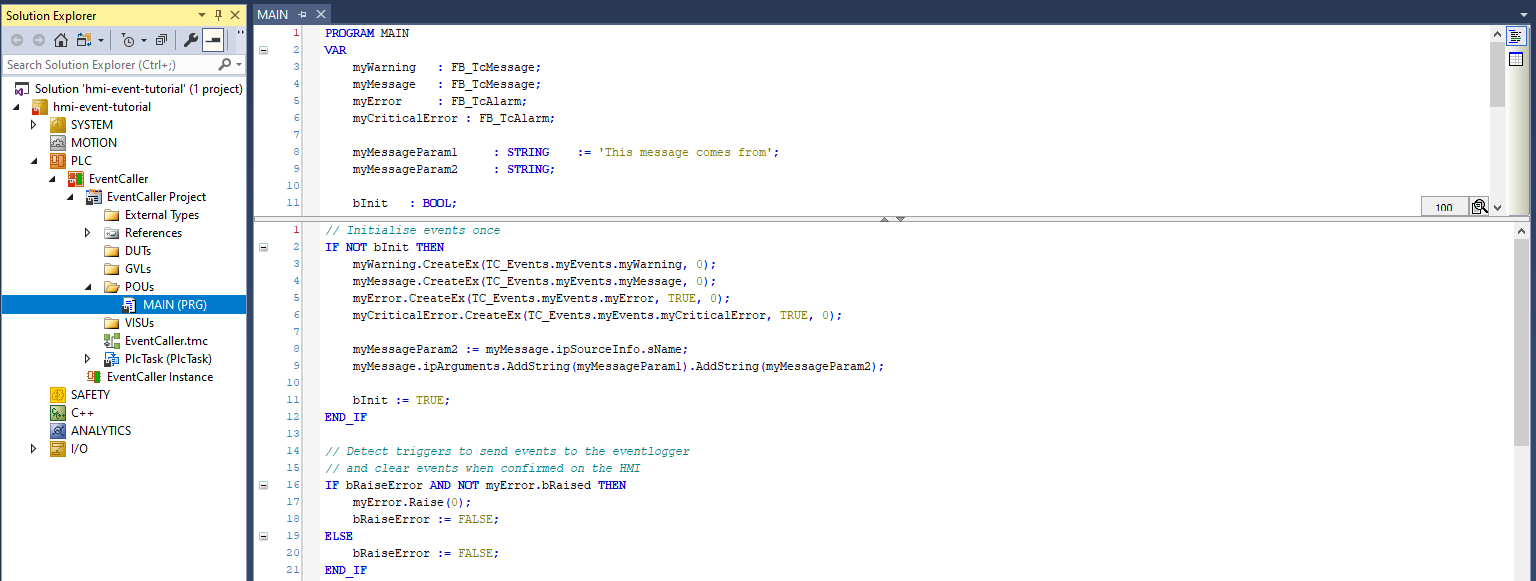 Solution Explorer
Search Solution Explorer (Ctrl+;)
Solution 'hmi-event-tutorial' (1 project)
hmi-event-tutorial
SYSTEM
MOTION
PLC
EventCaller
EventCaller Project
External Types
References
DUTs
GVLs
POUs
MAIN (PRG)
VISUs
EventCaller.tmc
PlcTask (PlcTask)
EventCaller Instance
SAFETY
C++
ANALYTICS
I/O
MAIN
1 PROGRAM MAIN
2 VAR
3 myWarning : FB_TcMessage;
4 myMessage : FB_TcMessage;
5 myError : FB_TcAlarm;
6 myCriticalError : FB_TcAlarm;
7
8 myMessageParam1 : STRING := 'This message comes from';
9 myMessageParam2 : STRING;
10
11 bInit : BOOL;
100
1 // Initialise events once
2 IF NOT bInit THEN
3 myWarning.CreateEx(TC_Events.myEvents.myWarning, 0);
4 myMessage.CreateEx(TC_Events.myEvents.myMessage, 0);
5 myError.CreateEx(TC_Events.myEvents.myError, TRUE, 0);
6 myCriticalError.CreateEx(TC_Events.myEvents.myCriticalError, TRUE, 0);
7
8 myMessageParam2 := myMessage.ipSourceInfo.sName;
9 myMessage.ipArguments.AddString(myMessageParam1).AddString(myMessageParam2);
10
11 bInit := TRUE;
12 END_IF
13
14 // Detect triggers to send events to the eventlogger
15 // and clear events when confirmed on the HMI
16 IF bRaiseError AND NOT myError.bRaised THEN
17 myError.Raise(0);
18 bRaiseError := FALSE;
19 ELSE
20 bRaiseError := FALSE;
21 END_IF